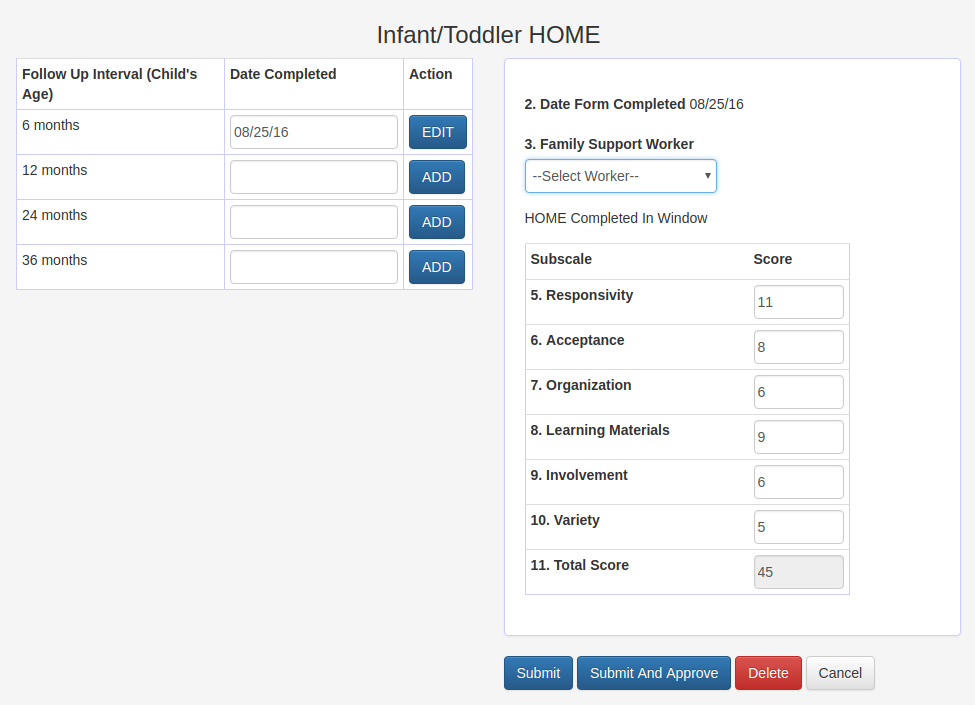 Infant/Toddler HOME
Follow Up Interval (Child's
Age)
Date Completed
Action
6 months
08/25/16
EDIT
12 months
ADD
24 months
ADD
36 months
ADD
2. Date Form Completed 08/25/16
3. Family Support Worker
--Select Worker--
HOME Completed In Window
Subscale Score
5. Responsivity 11
6. Acceptance 8
7. Organization 6
8. Learning Materials 9
9. Involvement 6
10. Variety 5
11. Total Score 45
Submit Submit And Approve Delete Cancel